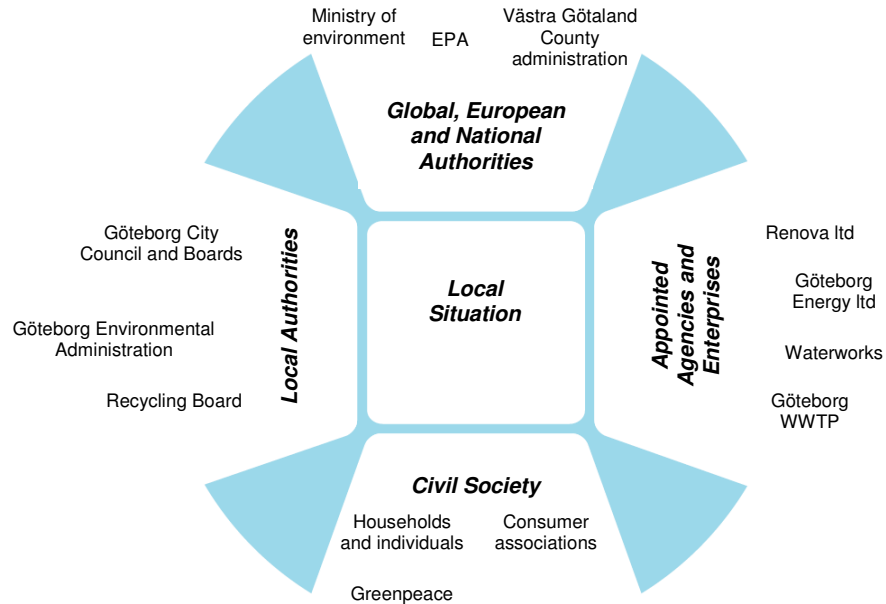 Ministry of
environment
EPA
Västra Götaland
County
administration
Global, European
and National
Authorities
Göteborg City
Council and Boards
Göteborg Environmental
Administration
Recycling Board
Local Authorities
Local
Situation
Appointed
Agencies and
Enterprises
Renova ltd
Göteborg
Energy ltd
Waterworks
Göteborg
WWTP
Civil Society
Households
and individuals
Consumer
associations
Greenpeace